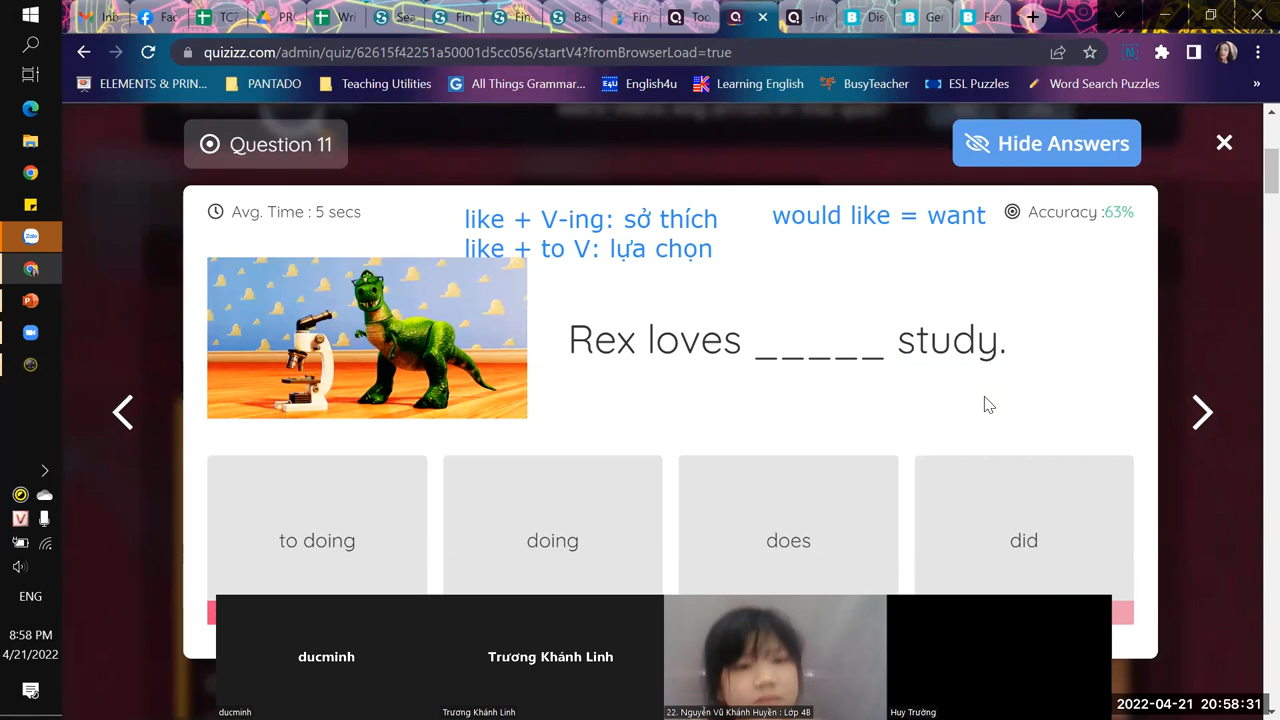 Inb
Fac
TC7
PRC
Wri
Sea
Fin
Fin
Bas
Fin
Too
-in
Dis
Ger
Fan
quizizz.com/admin/quiz/62615f42251a50001d5cc056/startV4?fromBrowserLoad=true
ELEMENTS & PRIN...
PANTADO
Teaching Utilities
All Things Grammar...
English4u
Learning English
BusyTeacher
ESL Puzzles
Word Search Puzzles
»
Question 11
Hide Answers
Avg. Time : 5 secs
like + V-ing: sở thích
would like = want
Accuracy :63%
like + to V: lựa chọn
Rex loves _____ study.
to doing
doing
does
did
ENG
8:58 PM
4/21/2022
ducminh
Trương Khánh Linh
ducminh
Trương Khánh Linh
22. Nguyễn Vũ Khánh Huyền : Lớp 4B
Huy Trường
2022-04-21 20:58:31